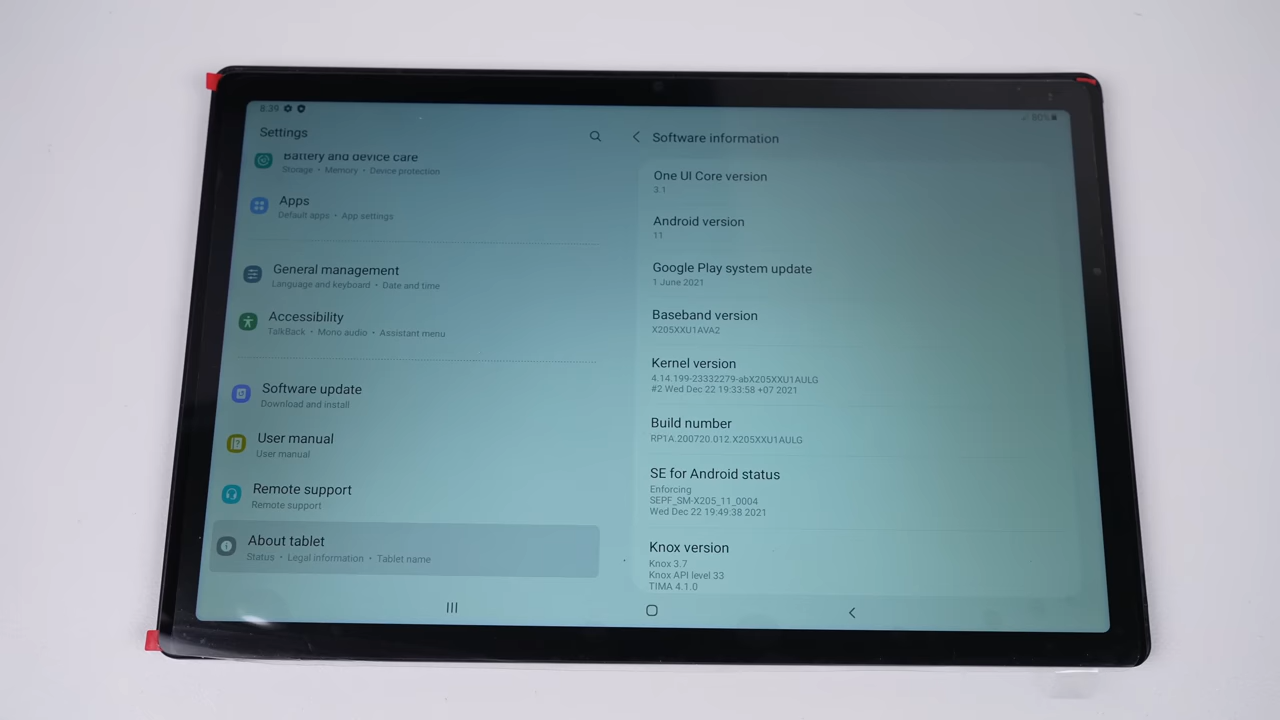 8.39
80%
Settings
Battery and device care
Storage • Memory • Device protection
Apps
Default apps • App settings
General management
Language and keyboard • Date and time
Accessibility
TalkBack • Mono audio • Assistant menu
Software update
Download and install
User manual
User manual
Remote support
Remote support
About tablet
Status • Legal information • Tablet name
Software information
One UI Core version
3.1
Android version
11
Google Play system update
1 June 2021
Baseband version
X205XXU1AVA2
Kernel version
4.14.199-23332279-abX205XXU1AULG
#2 Wed Dec 22 19:33:58 +07 2021
Build number
RP1A.200720.012.X205XXU1AULG
SE for Android status
Enforcing
SEPF_SM-X205_11_0004
Wed Dec 22 19:49:38 2021
Knox version
Knox 3.7
Knox API level 33
TIMA 4.1.0